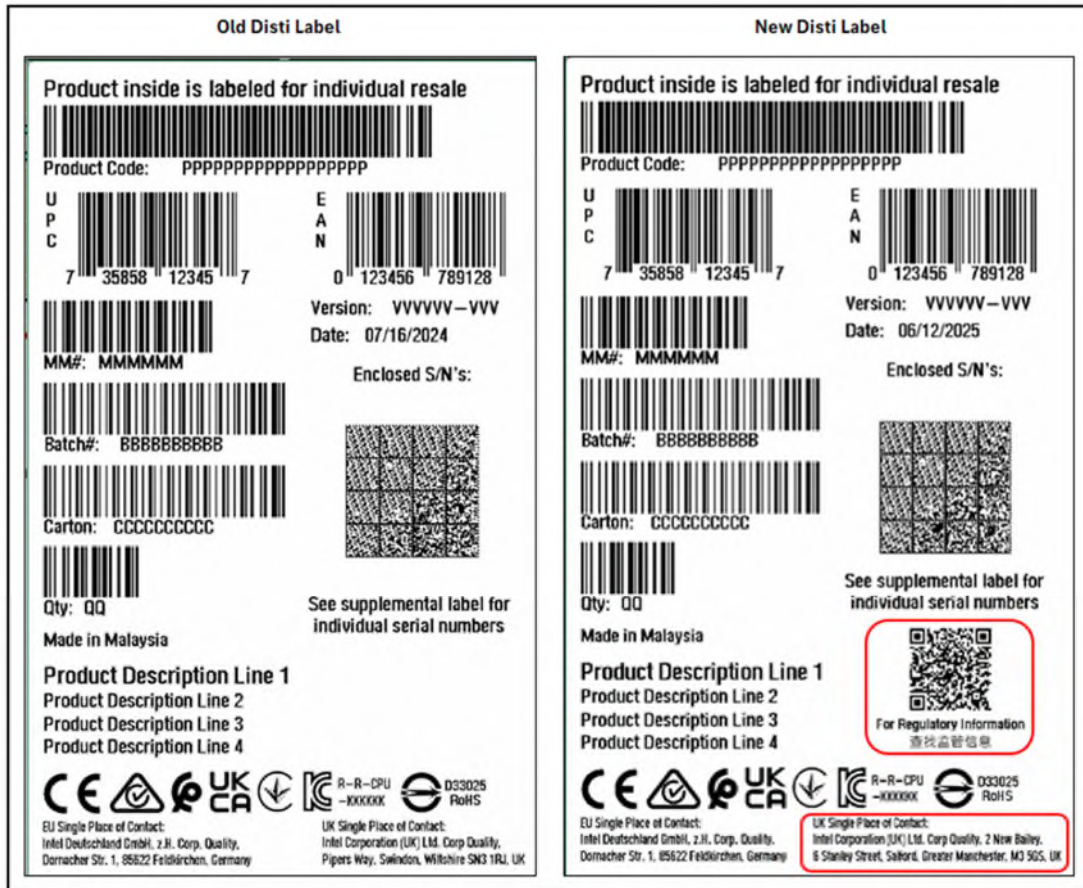 Old Disti Label
Product inside is labeled for individual resale
Product Code: PPPPPPPPPPPPPPPPPP
UPC
7 35858 12345 7
EAN
0 123456 789128
Version: VVVVVV-VVV
Date: 07/16/2024
MM#: MMMMMM
Enclosed S/N's:
Batch#: BBBBBBBBBB
Carton: CCCCCCCCCC
Qty: QQ
See supplemental label for
individual serial numbers
Made in Malaysia
Product Description Line 1
Product Description Line 2
Product Description Line 3
Product Description Line 4
CE UK CA R-R-CPU
-XXXXXX
D33025
RoHS
EU Single Place of Contact:
Intel Deutschland GmbH, z.H. Corp. Quality,
Dornacher Str. 1, 85622 Feldkirchen, Germany
UK Single Place of Contact:
Intel Corporation (UK) Ltd. Corp Quality,
Pipers Way, Swindon, Wiltshire SN3 1RJ, UK
New Disti Label
Product inside is labeled for individual resale
Product Code: PPPPPPPPPPPPPPPPPP
UPC
7 35858 12345 7
EAN
0 123456 789128
Version: VVVVVV-VVV
Date: 06/12/2025
MM#: MMMMMM
Enclosed S/N's:
Batch#: BBBBBBBBBB
Carton: CCCCCCCCCC
Qty: QQ
See supplemental label for
individual serial numbers
Made in Malaysia
Product Description Line 1
Product Description Line 2
Product Description Line 3
Product Description Line 4
For Regulatory Information
查找监管信息
CE UK CA R-R-CPU
-XXXXXX
D33025
RoHS
EU Single Place of Contact:
Intel Deutschland GmbH, z.H. Corp. Quality,
Dornacher Str. 1, 85622 Feldkirchen, Germany
UK Single Place of Contact:
Intel Corporation (UK) Ltd. Corp Quality, 2 New Bailey,
6 Stanley Street, Salford, Greater Manchester, M3 5GS, UK